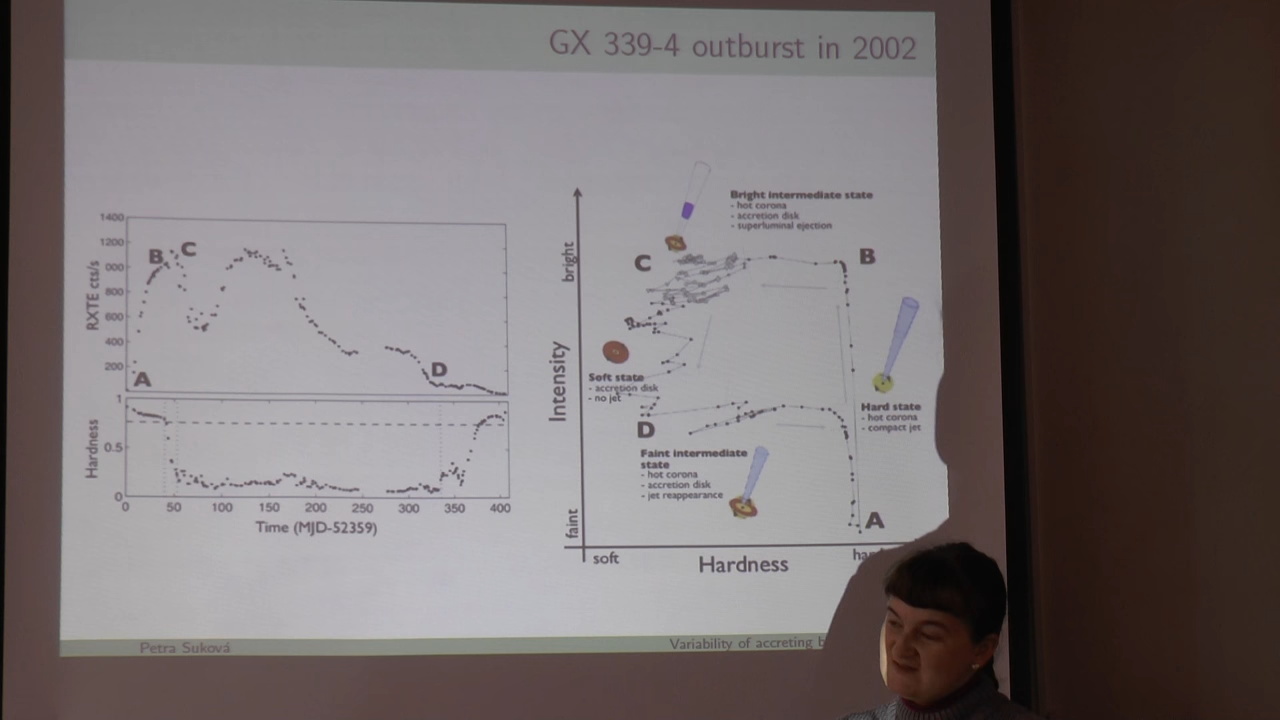 GX 339-4 outburst in 2002
1400
1200
000
800
600
400
200
RXTE cts/s
A
B
C
D
1
0.5
0
Hardness
0
50
100
150
200
250
300
350
400
Time (MJD-52359)
Bright intermediate state
- hot corona
- accretion disk
- superluminal ejection
bright
C
B
Intensity
Soft state
- accretion disk
- no jet
Hard state
- hot corona
- compact jet
D
Faint intermediate
state
- hot corona
- accretion disk
- jet reappearance
A
faint
soft
Hardness
Petra Suková
Variability of accreting